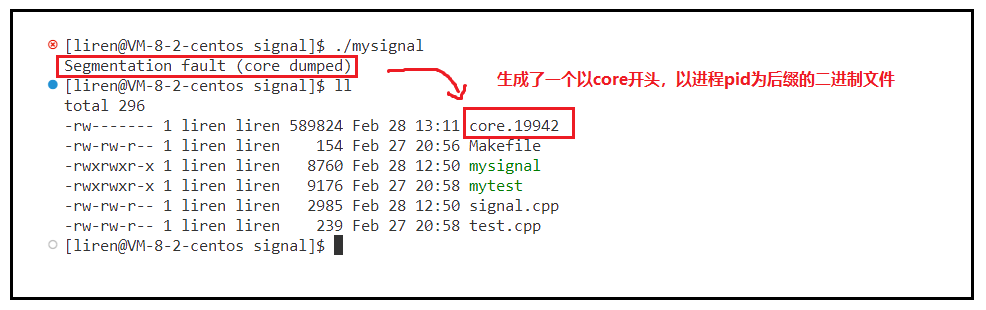 [liren@VM-8-2-centos signal]$ ./mysignal
Segmentation fault (core dumped)
[liren@VM-8-2-centos signal]$ ll
生成了一个以core开头，以进程pid为后缀的二进制文件
total 296
-rw------- 1 liren liren 589824 Feb 28 13:11 core.19942
-rw-rw-r-- 1 liren liren    154 Feb 27 20:56 Makefile
-rwxrwxr-x 1 liren liren   8760 Feb 28 12:50 mysignal
-rwxrwxr-x 1 liren liren   9176 Feb 27 20:58 mytest
-rw-rw-r-- 1 liren liren   2985 Feb 28 12:50 signal.cpp
-rw-rw-r-- 1 liren liren    239 Feb 27 20:58 test.cpp
[liren@VM-8-2-centos signal]$